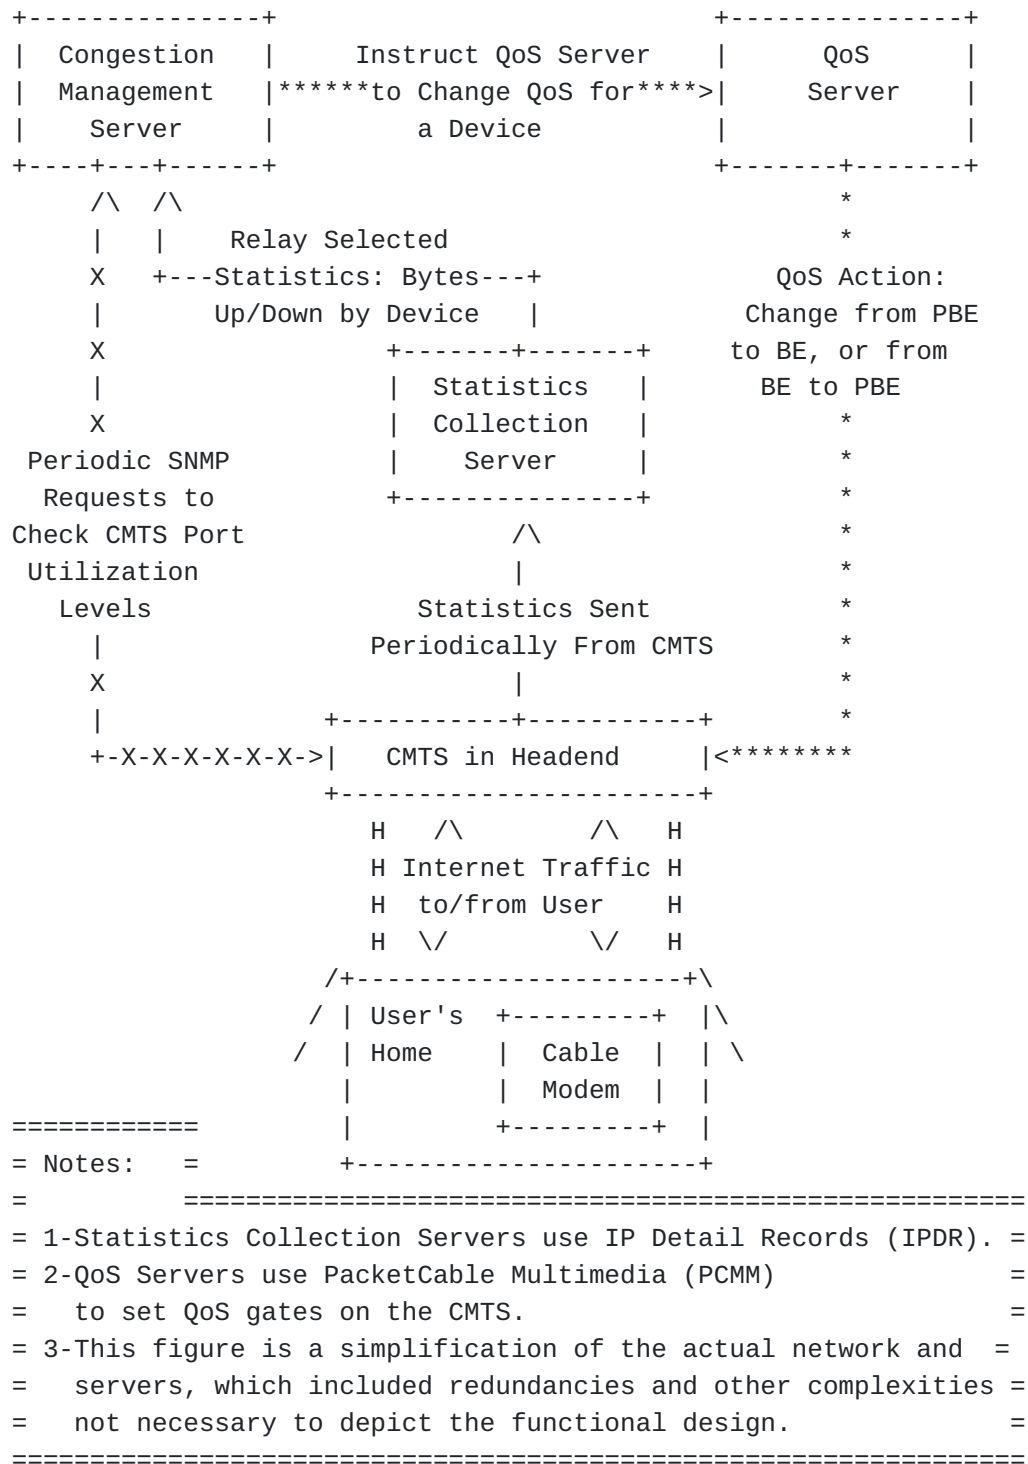 +---------------+                            +---------------+
|  Congestion   |     Instruct QoS Server    |      QoS      |
|  Management   |******to Change QoS for****>|     Server    |
|    Server     |         a Device           |               |
+----+---+------+                            +-------+-------+
     /\  /\                                          *
     |   |    Relay Selected                         *
     X   +---Statistics: Bytes---+               QoS Action:
     |       Up/Down by Device   |             Change from PBE
     X                  +-------+-------+     to BE, or from
     |                  |  Statistics   |       BE to PBE
     X                  |  Collection   |            *
 Periodic SNMP          |    Server     |            *
  Requests to           +---------------+            *
Check CMTS Port                 /\                   *
 Utilization                    |                    *
   Levels                 Statistics Sent            *
     |                 Periodically From CMTS        *
     X                          |                    *
     |              +-----------+-----------+        *
     +-X-X-X-X-X-X->|   CMTS in Headend     |<********
                    +-----------------------+
                       H   /\        /\   H
                       H Internet Traffic H
                       H  to/from User    H
                       H  \/         \/   H
                    /+---------------------+\
                   / | User's  +---------+  |\
                  /  | Home    |  Cable  |  | \
                     |         |  Modem  |  |
============         |         +---------+  |
= Notes:   =         +----------------------+
=          ======================================================
= 1-Statistics Collection Servers use IP Detail Records (IPDR). =
= 2-QoS Servers use PacketCable Multimedia (PCMM)               =
=   to set QoS gates on the CMTS.                               =
= 3-This figure is a simplification of the actual network and  =
=   servers, which included redundancies and other complexities =
=   not necessary to depict the functional design.              =
=================================================================